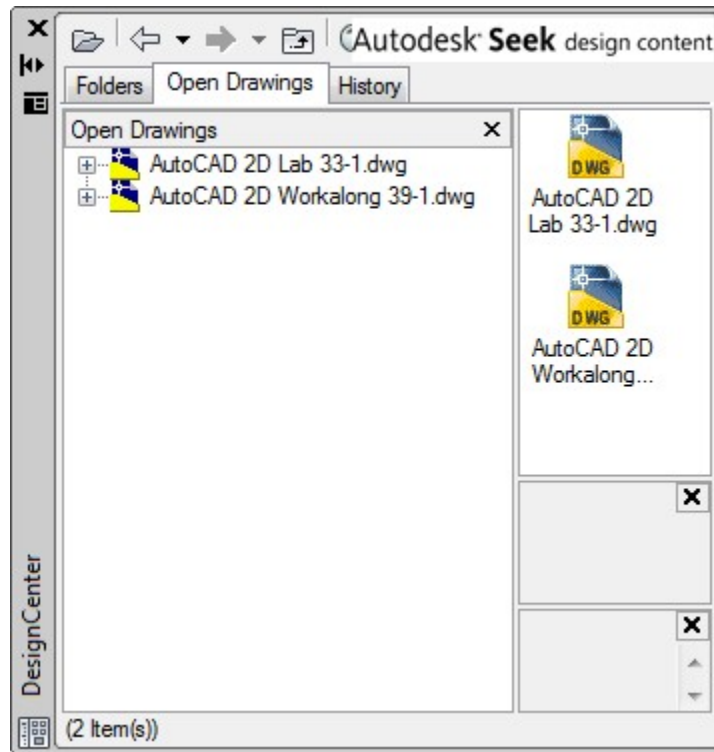 Autodesk Seek design content
Folders Open Drawings History
Open Drawings
AutoCAD 2D Lab 33-1.dwg
AutoCAD 2D Workalong 39-1.dwg
DWG
AutoCAD 2D
Lab 33-1.dwg
DWG
AutoCAD 2D
Workalong...
DesignCenter
(2 Item(s))